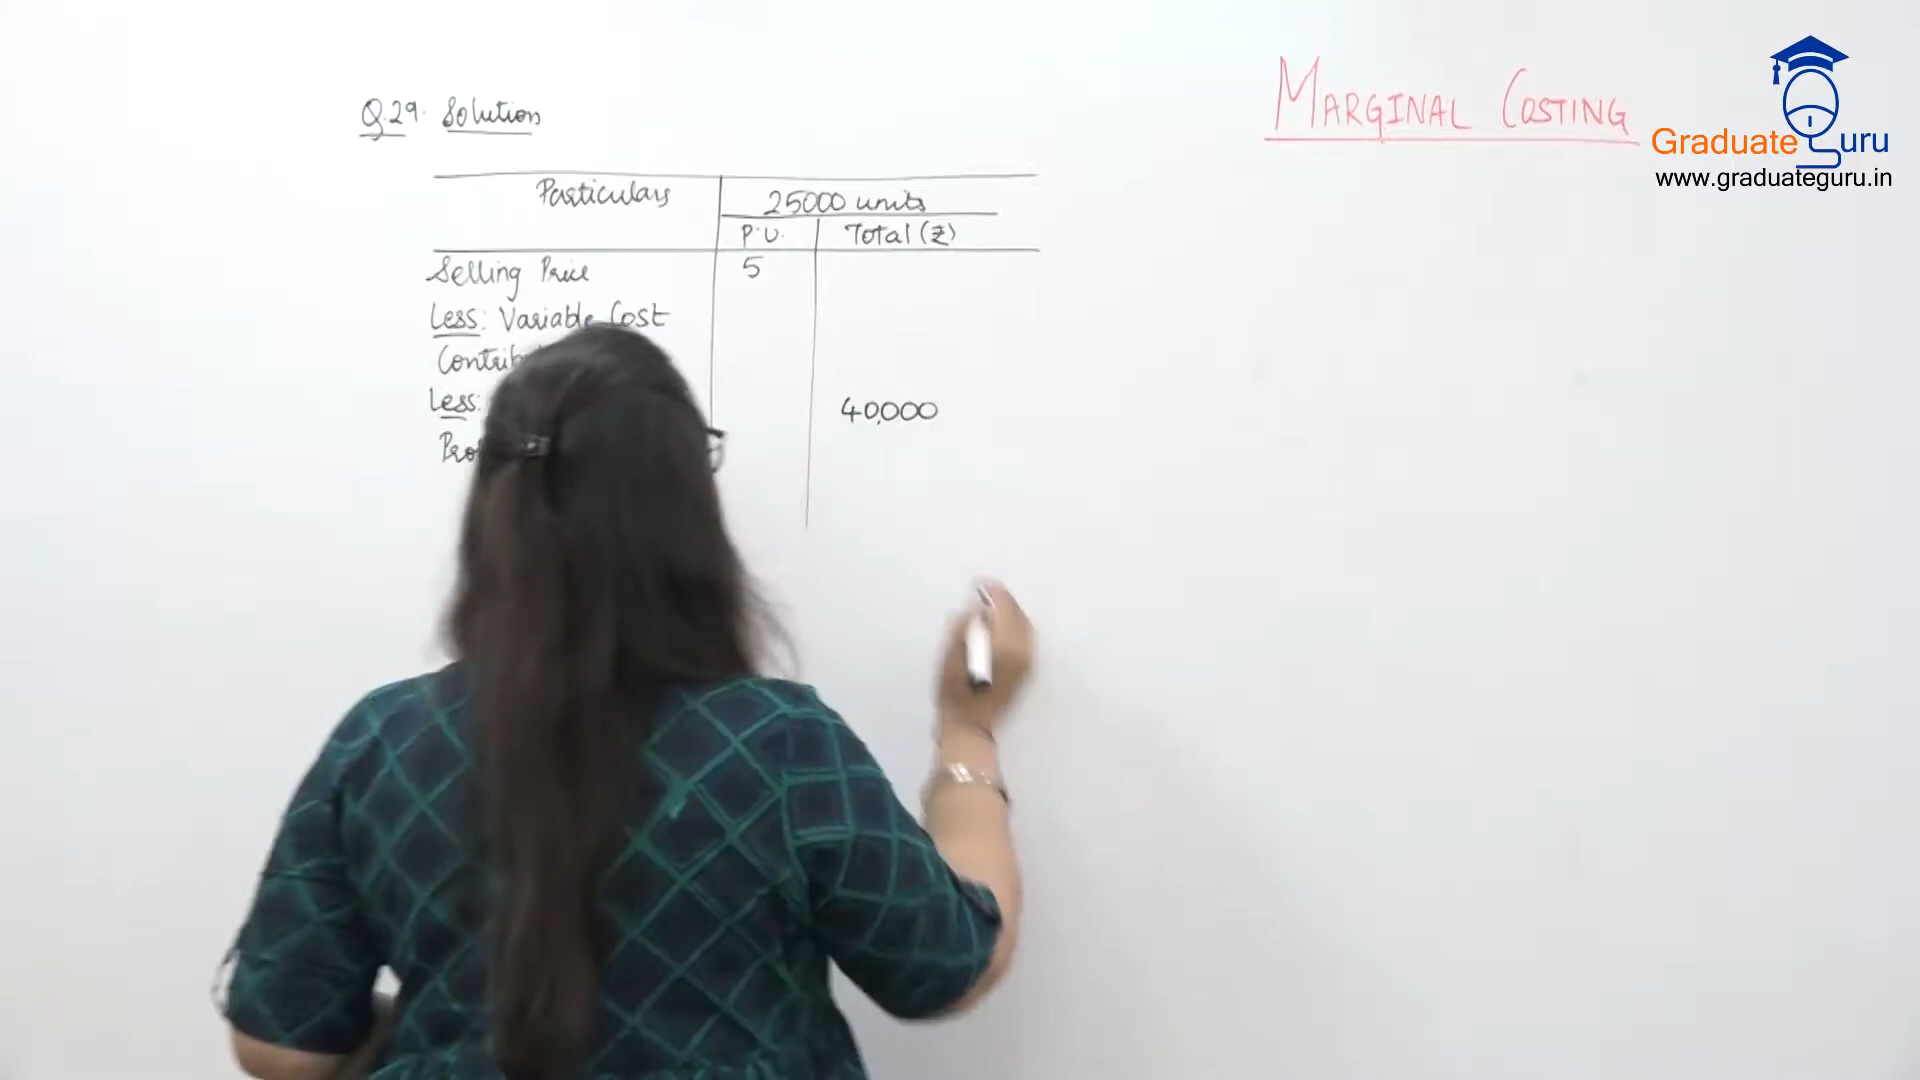 MARGINAL COSTING
Graduate Guru
www.graduateguru.in
Q.29. Solution
Particulars 25000 units
P.U. Total (₹)
Selling Price 5
Less: Variable Cost
Less: 40,000